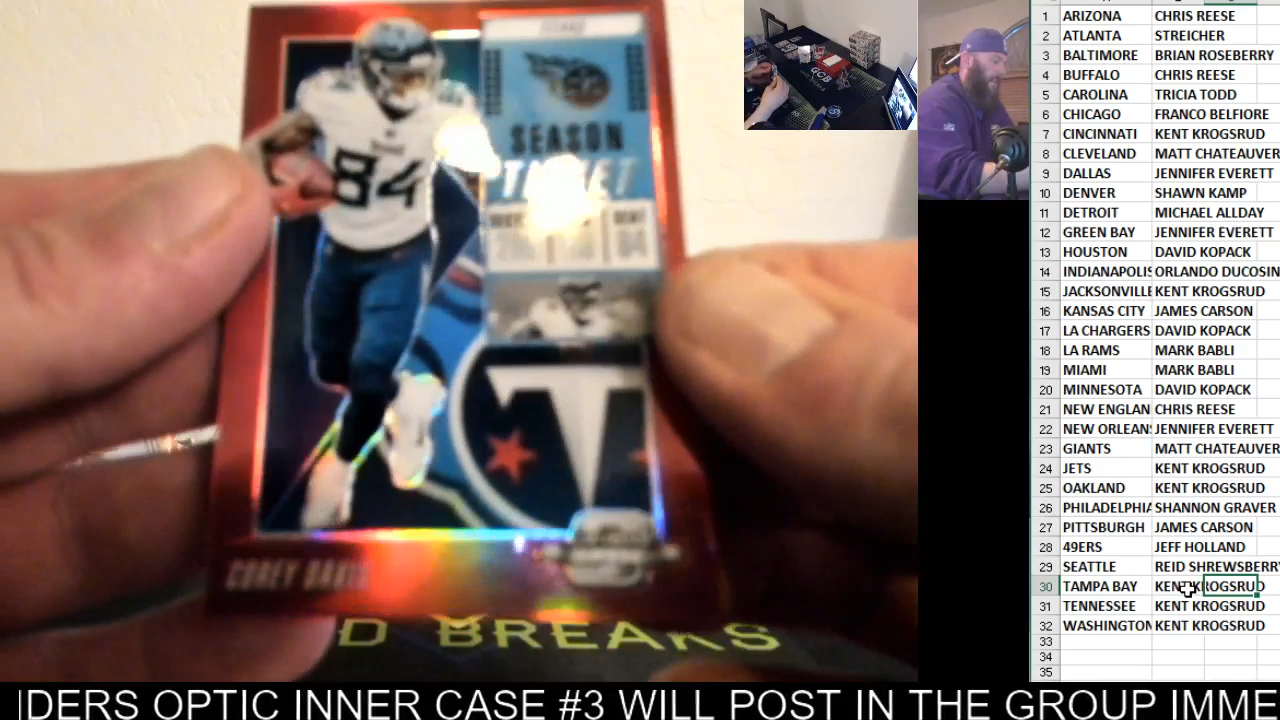 SEASON
TICKET
84
84
T
COREY DAVIS
D BREAKS
GCB
1 ARIZONA CHRIS REESE
2 ATLANTA STREICHER
3 BALTIMORE BRIAN ROSEBERRY
4 BUFFALO CHRIS REESE
5 CAROLINA TRICIA TODD
6 CHICAGO FRANCO BELFIORE
7 CINCINNATI KENT KROGSRUD
8 CLEVELAND MATT CHATEAUVER
9 DALLAS JENNIFER EVERETT
10 DENVER SHAWN KAMP
11 DETROIT MICHAEL ALLDAY
12 GREEN BAY JENNIFER EVERETT
13 HOUSTON DAVID KOPACK
14 INDIANAPOLIS ORLANDO DUCOSIN
15 JACKSONVILLE KENT KROGSRUD
16 KANSAS CITY JAMES CARSON
17 LA CHARGERS DAVID KOPACK
18 LA RAMS MARK BABLI
19 MIAMI MARK BABLI
20 MINNESOTA DAVID KOPACK
21 NEW ENGLAN CHRIS REESE
22 NEW ORLEANS JENNIFER EVERETT
23 GIANTS MATT CHATEAUVER
24 JETS KENT KROGSRUD
25 OAKLAND KENT KROGSRUD
26 PHILADELPHIA SHANNON GRAVER
27 PITTSBURGH JAMES CARSON
28 49ERS JEFF HOLLAND
29 SEATTLE REID SHREWSBERRY
30 TAMPA BAY KENT KROGSRUD
31 TENNESSEE KENT KROGSRUD
32 WASHINGTON KENT KROGSRUD
33
34
35
IDERS OPTIC INNER CASE #3 WILL POST IN THE GROUP IMME